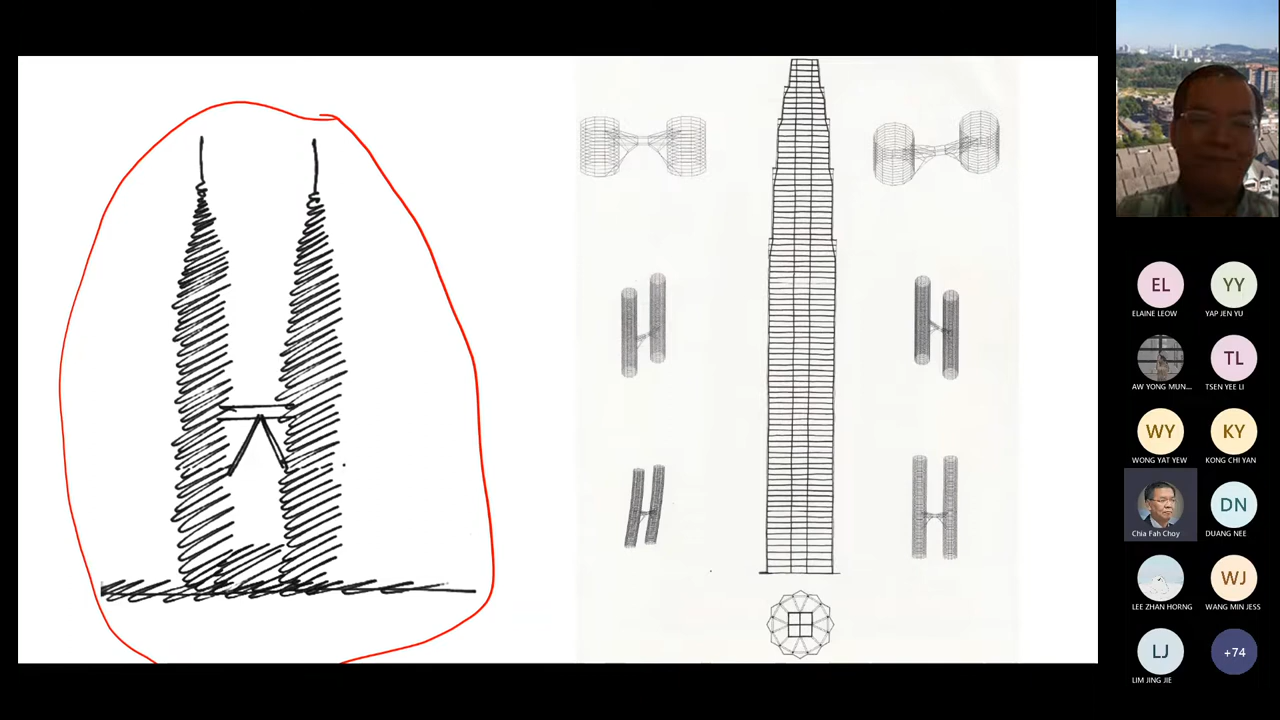 EL
YY
ELAINE LEOW
YAP JEN YU
TL
AW YONG MUN...
TSEN YEE LI
WY
KY
WONG YAT YEW
KONG CHI YAN
DN
Chia Fah Choy
DUANG NEE
WJ
LEE ZHAN HORNG
WANG MIN JESS
LJ
+74
LIM JING JIE